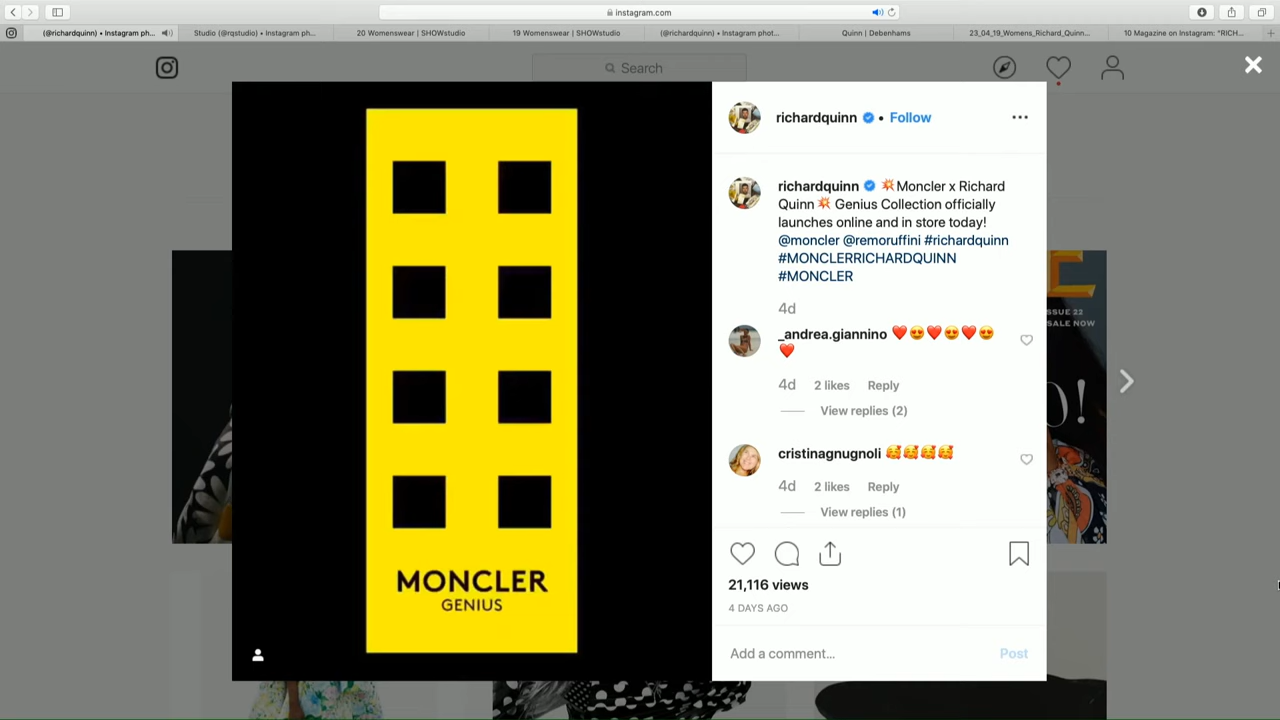 instagram.com
(@richardquinn) • Instagram ph...
Studio (@rqstudio) • Instagram ph...
20 Womenswear | SHOWstudio
19 Womenswear | SHOWstudio
(@richardquinn) • Instagram phot...
Quinn | Debenhams
23_04_19_Womens_Richard_Quinn...
10 Magazine on Instagram: “RICH...
Search
richardquinn • Follow
richardquinn 💥Moncler x Richard
Quinn💥 Genius Collection officially
launches online and in store today!
@moncler @remoruffini #richardquinn
#MONCLERRICHARDQUINN
#MONCLER
4d
_andrea.giannino ❤️😍❤️😍❤️😍
❤️
4d 2 likes Reply
View replies (2)
cristinagnugnoli 🥰🥰🥰🥰
4d 2 likes Reply
View replies (1)
21,116 views
4 DAYS AGO
Add a comment... Post
MONCLER
GENIUS
ISSUE 22
SALE NOW